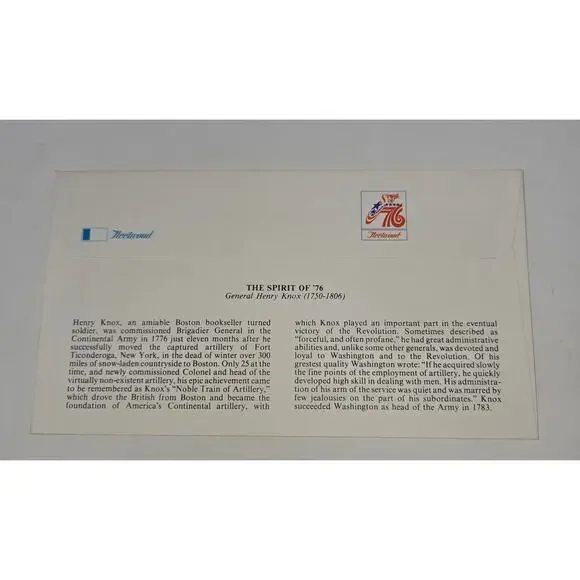 Spirit
OF
'76
Fleetwood
Fleetwood
THE SPIRIT OF '76
General Henry Knox (1750-1806)
Henry Knox, an amiable Boston bookseller turned
soldier, was commissioned Brigadier General in the
Continental Army in 1776 just eleven months after he
successfully moved the captured artillery of Fort
Ticonderoga, New York, in the dead of winter over 300
miles of snow-laden countryside to Boston. Only 25 at the
time, and newly commissioned Colonel and head of the
virtually non-existent artillery, his epic achievement came
to be remembered as Knox's "Noble Train of Artillery,"
which drove the British from Boston and became the
foundation of America's Continental artillery, with
which Knox played an important part in the eventual
victory of the Revolution. Sometimes described as
"forceful, and often profane," he had great administrative
abilities and, unlike some other generals, was devoted and
loyal to Washington and to the Revolution. Of his
greatest quality Washington wrote: "If he acquired slowly
the fine points of the employment of artillery, he quickly
developed high skill in dealing with men. His administra-
tion of his arm of the service was quiet and was marred by
few jealousies on the part of his subordinates." Knox
succeeded Washington as head of the Army in 1783.